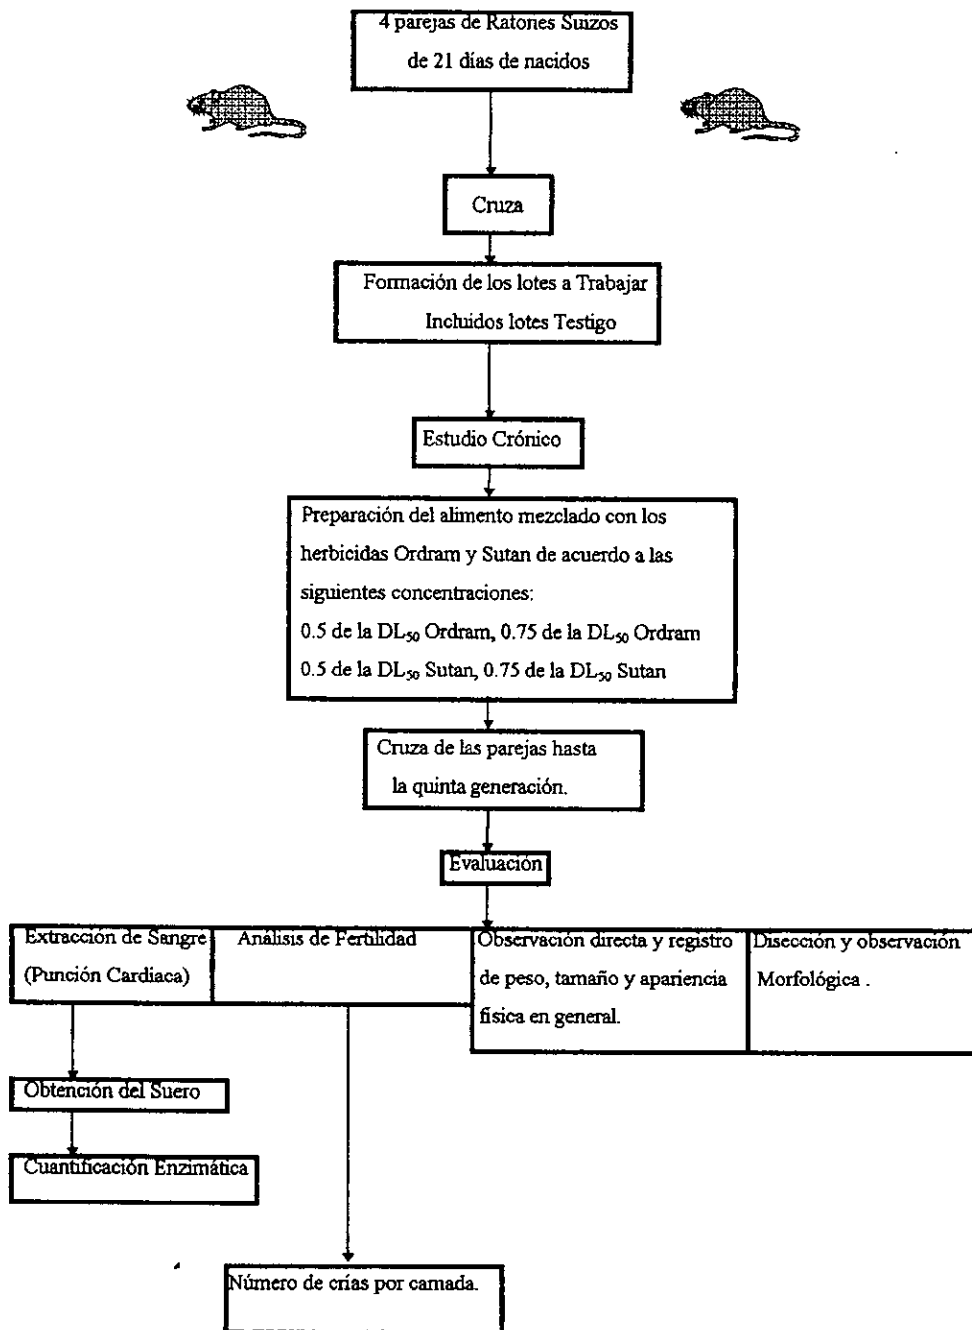 4 parejas de Ratones Suizos
de 21 días de nacidos
Cruza
Formación de los lotes a Trabajar
Incluidos lotes Testigo
Estudio Crónico
Preparación del alimento mezclado con los
herbicidas Ordram y Sutan de acuerdo a las
siguientes concentraciones:
0.5 de la DL₅₀ Ordram, 0.75 de la DL₅₀ Ordram
0.5 de la DL₅₀ Sutan, 0.75 de la DL₅₀ Sutan
Cruza de las parejas hasta
la quinta generación.
Evaluación
Extracción de Sangre
(Punción Cardiaca)
Análisis de Fertilidad
Observación directa y registro
de peso, tamaño y apariencia
física en general.
Disección y observación
Morfológica .
Obtención del Suero
Cuantificación Enzimática
Número de crías por camada.